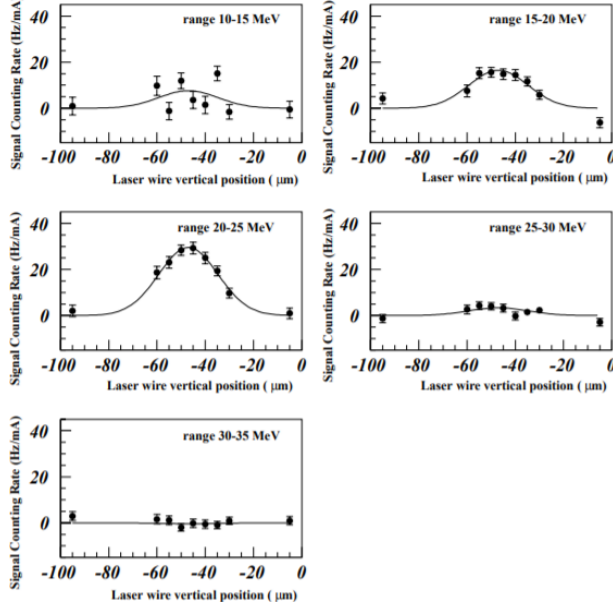 range 10-15 MeV
Signal Counting Rate (Hz/mA)
40
20
0
-100 -80 -60 -40 -20 0
Laser wire vertical position ( μm)
range 15-20 MeV
Signal Counting Rate (Hz/mA)
40
20
0
-100 -80 -60 -40 -20 0
Laser wire vertical position ( μm)
range 20-25 MeV
Signal Counting Rate (Hz/mA)
40
20
0
-100 -80 -60 -40 -20 0
Laser wire vertical position ( μm)
range 25-30 MeV
Signal Counting Rate (Hz/mA)
40
20
0
-100 -80 -60 -40 -20 0
Laser wire vertical position ( μm)
range 30-35 MeV
Signal Counting Rate (Hz/mA)
40
20
0
-100 -80 -60 -40 -20 0
Laser wire vertical position ( μm)